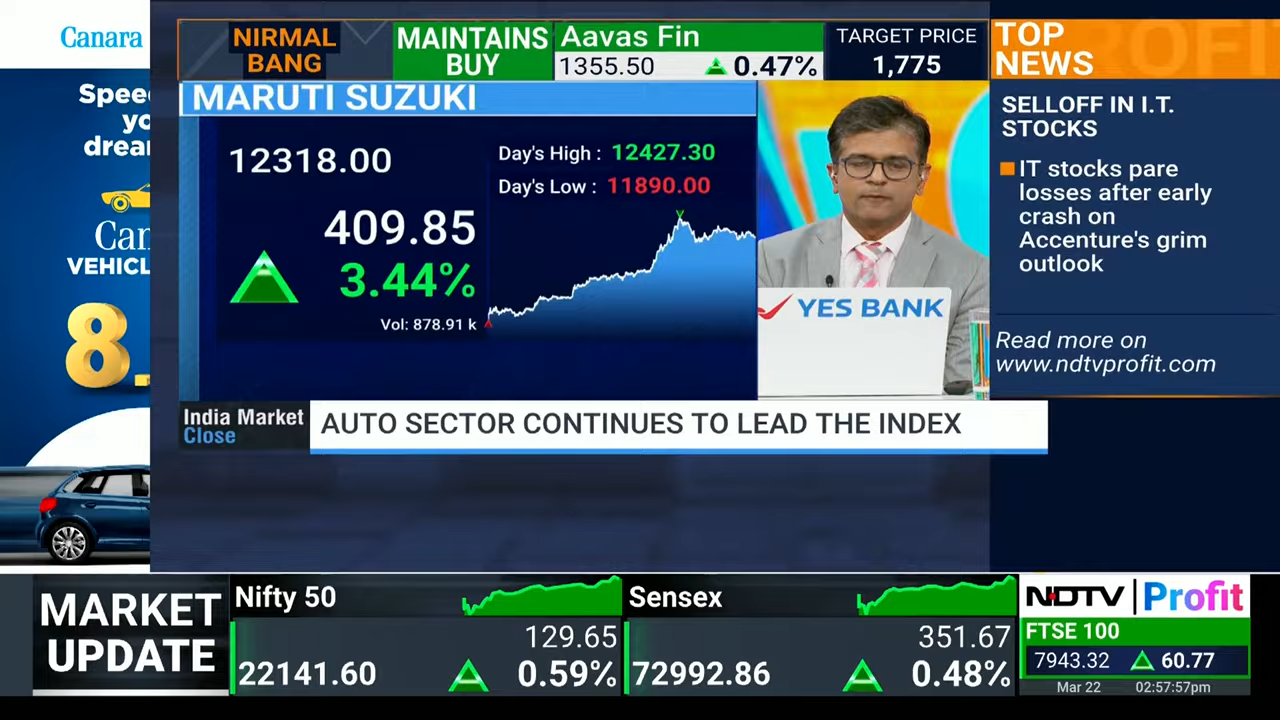 Canara
NIRMAL
BANG
MAINTAINS
BUY
Aavas Fin
1355.50
0.47%
TARGET PRICE
1,775
TOP
NEWS
SELLOFF IN I.T.
STOCKS
IT stocks pare
losses after early
crash on
Accenture's grim
outlook
Read more on
www.ndtvprofit.com
MARUTI SUZUKI
12318.00
409.85
3.44%
Vol: 878.91 k
Day's High : 12427.30
Day's Low : 11890.00
YES BANK
India Market
Close
AUTO SECTOR CONTINUES TO LEAD THE INDEX
Spee
yo
drea
Can
VEHICL
8.
MARKET
UPDATE
Nifty 50
129.65
22141.60
0.59%
Sensex
351.67
72992.86
0.48%
NDTV Profit
FTSE 100
7943.32
60.77
Mar 22
02:57:57pm